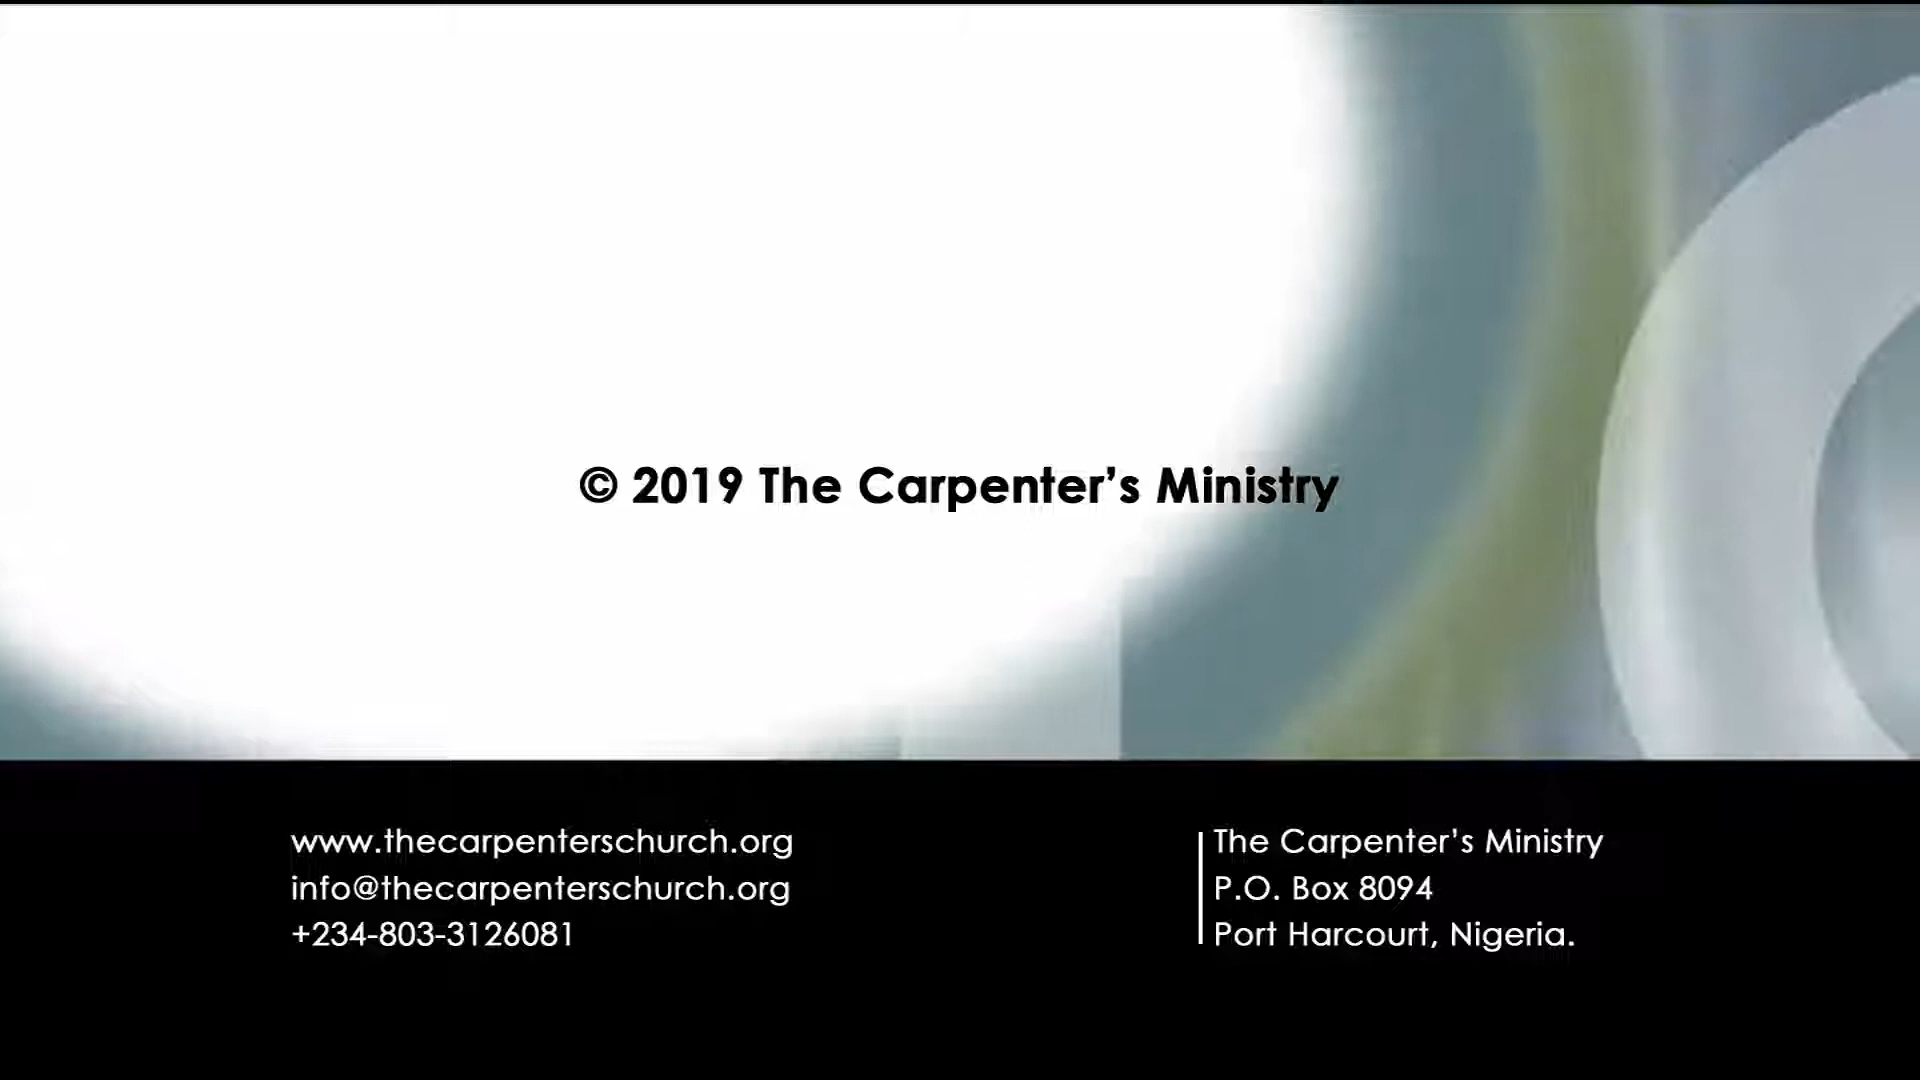 © 2019 The Carpenter’s Ministry
www.thecarpenterschurch.org
info@thecarpenterschurch.org
+234-803-3126081
The Carpenter’s Ministry
P.O. Box 8094
Port Harcourt, Nigeria.